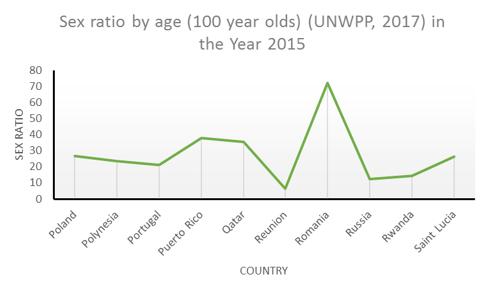 Sex ratio by age (100 year olds) (UNWPP, 2017) in
the Year 2015
80
70
60
50
40
30
20
10
0
SEX RATIO
Poland
Polynesia
Portugal
Puerto Rico
Qatar
Reunion
Romania
Russia
Rwanda
Saint Lucia
COUNTRY